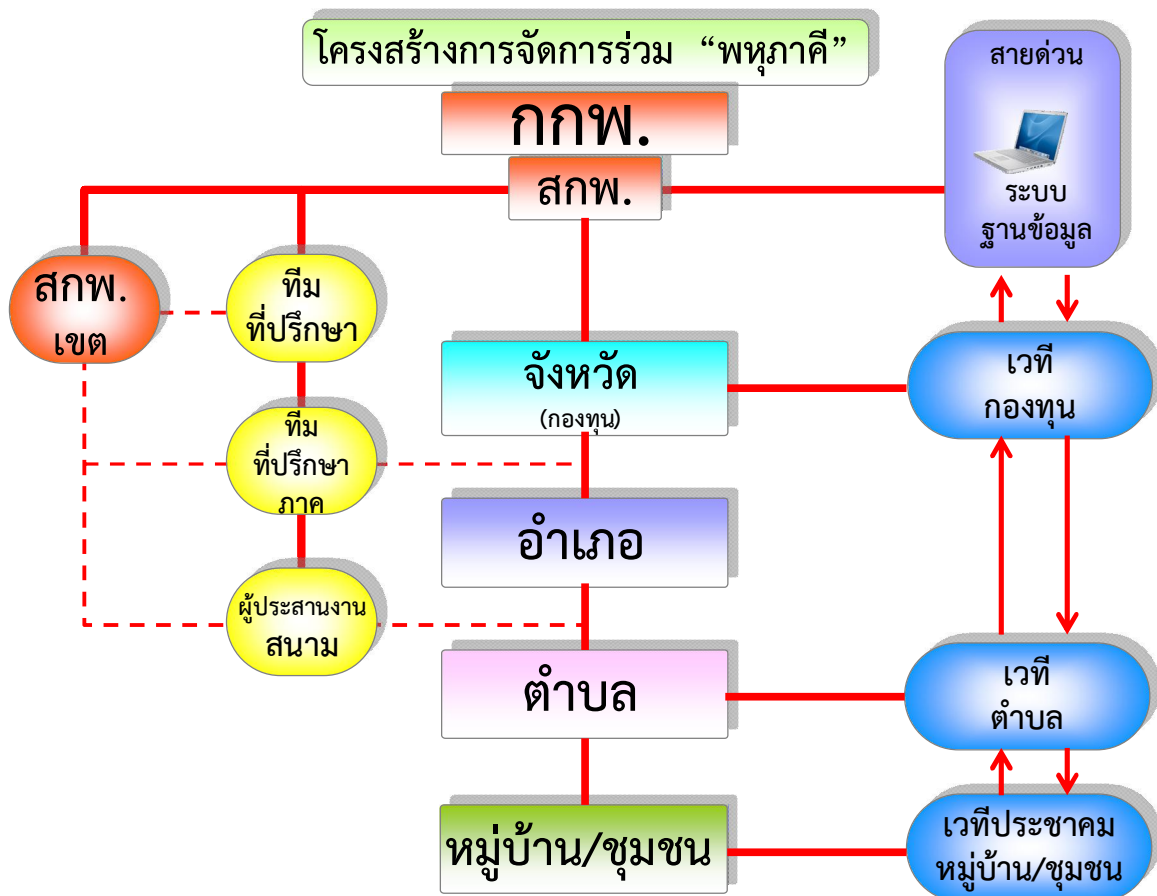 โครงสร้างการจัดการร่วม “พหุภาคี”
กกพ.
สกพ.
สายด่วน
ระบบ
ฐานข้อมูล
สกพ.
เขต
ทีม
ที่ปรึกษา
จังหวัด
(กองทุน)
เวที
กองทุน
ทีม
ที่ปรึกษา
ภาค
อำเภอ
ผู้ประสานงาน
สนาม
ตำบล
เวที
ตำบล
หมู่บ้าน/ชุมชน
เวทีประชาคม
หมู่บ้าน/ชุมชน